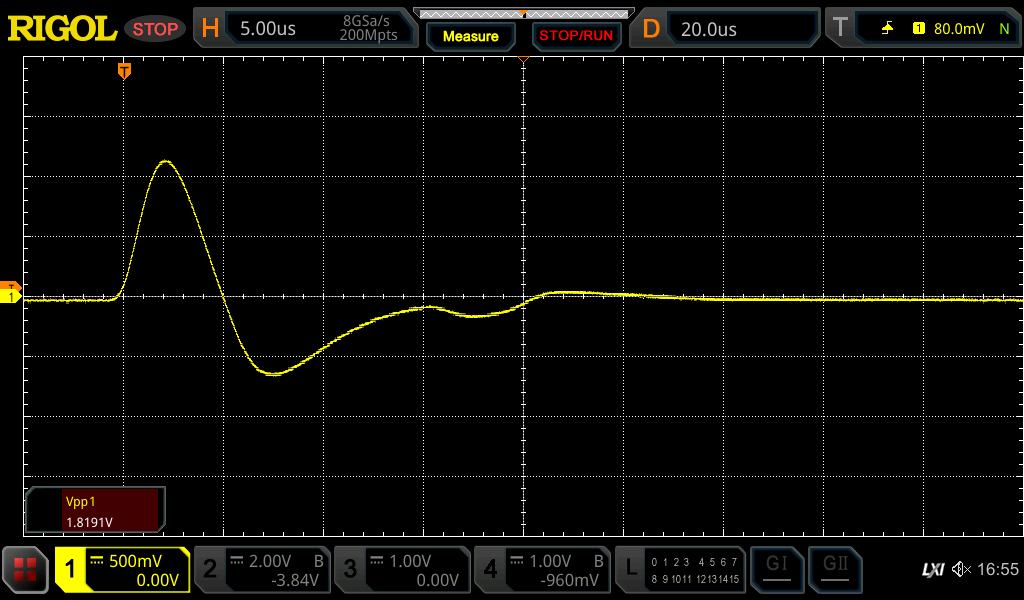 RIGOL STOP H 5.00us 8GSa/s 200Mpts Measure STOP/RUN D 20.0us T 1 80.0mV N
T
T
1
Vpp1
1.8191V
1 500mV 0.00V 2 2.00V B -3.84V 3 1.00V 0.00V 4 1.00V B -960mV L 0 1 2 3 4 5 6 7 8 9 10 11 12 13 14 15 GI GII LXI 16:55